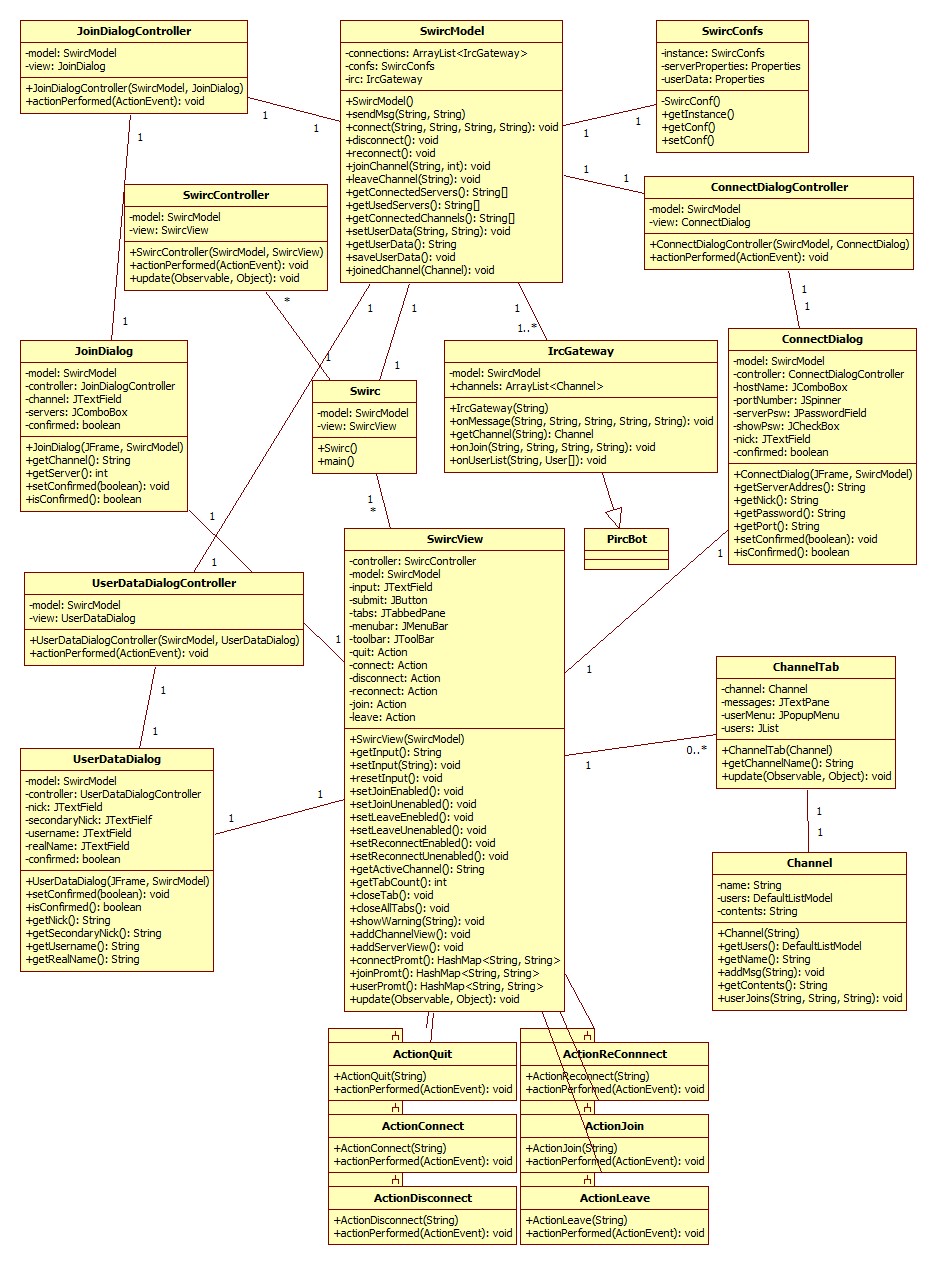 JoinDialogController
-model: SwircModel
-view: JoinDialog
+JoinDialogController(SwircModel, JoinDialog)
+actionPerformed(ActionEvent): void
SwircModel
-connections: ArrayList<IrcGateway>
-confs: SwircConfs
-irc: IrcGateway
+SwircModel()
+sendMsg(String, String)
+connect(String, String, String, String): void
+disconnect(): void
+reconnect(): void
+joinChannel(String, int): void
+leaveChannel(String): void
+getConnectedServers(): String[]
+getUsedServers(): String[]
+getConnectedChannels(): String[]
+setUserData(String, String): void
+getUserData(): String
+saveUserData(): void
+joinedChannel(Channel): void
SwircConfs
-instance: SwircConfs
-serverProperties: Properties
-userData: Properties
-SwircConf()
+getInstance()
+getConf()
+setConf()
1
1
1
1
1
1
1
SwircController
-model: SwircModel
-view: SwircView
+SwircController(SwircModel, SwircView)
+actionPerformed(ActionEvent): void
+update(Observable, Object): void
ConnectDialogController
-model: SwircModel
-view: ConnectDialog
+ConnectDialogController(SwircModel, ConnectDialog)
+actionPerformed(ActionEvent): void
*
1
1
1
1
1
1
1..*
1
1
1
JoinDialog
-model: SwircModel
-controller: JoinDialogController
-channel: JTextField
-servers: JComboBox
-confirmed: boolean
+JoinDialog(JFrame, SwircModel)
+getChannel(): String
+getServer(): int
+setConfirmed(boolean): void
+isConfirmed(): boolean
Swirc
-model: SwircModel
-view: SwircView
+Swirc()
+main()
IrcGateway
-model: SwircModel
+channels: ArrayList<Channel>
+IrcGateway(String)
+onMessage(String, String, String, String, String): void
+getChannel(String): Channel
+onJoin(String, String, String, String): void
+onUserList(String, User[]): void
ConnectDialog
-model: SwircModel
-controller: ConnectDialogController
-hostName: JComboBox
-portNumber: JSpinner
-serverPsw: JPasswordField
-showPsw: JCheckBox
-nick: JTextField
-confirmed: boolean
+ConnectDialog(JFrame, SwircModel)
+getServerAddres(): String
+getNick(): String
+getPassword(): String
+getPort(): String
+setConfirmed(boolean): void
+isConfirmed(): boolean
1
*
1
1
1
PircBot
UserDataDialogController
-model: SwircModel
-view: UserDataDialog
+UserDataDialogController(SwircModel, UserDataDialog)
+actionPerformed(ActionEvent): void
SwircView
-controller: SwircController
-model: SwircModel
-input: JTextField
-submit: JButton
-tabs: JTabbedPane
-menubar: JMenuBar
-toolbar: JToolBar
-quit: Action
-connect: Action
-disconnect: Action
-reconnect: Action
-join: Action
-leave: Action
+SwircView(SwircModel)
+getInput(): String
+setInput(String): void
+resetInput(): void
+setJoinEnabled(): void
+setJoinUnenabled(): void
+setLeaveEnebled(): void
+setLeaveUnenabled(): void
+setReconnectEnabled(): void
+setReconnectUnenabled(): void
+getActiveChannel(): String
+getTabCount(): int
+closeTab(): void
+closeAllTabs(): void
+showWarning(String): void
+addChannelView(): void
+addServerView(): void
+connectPromt(): HashMap<String, String>
+joinPromt(): HashMap<String, String>
+userPromt(): HashMap<String, String>
+update(Observable, Object): void
1
1
1
1
1
0..*
1
1
1
1
ChannelTab
-channel: Channel
-messages: JTextPane
-userMenu: JPopupMenu
-users: JList
+ChannelTab(Channel)
+getChannelName(): String
+update(Observable, Object): void
UserDataDialog
-model: SwircModel
-controller: UserDataDialogController
-nick: JTextField
-secondaryNick: JTextFielf
-username: JTextField
-realName: JTextField
-confirmed: boolean
+UserDataDialog(JFrame, SwircModel)
+setConfirmed(boolean): void
+isConfirmed(): boolean
+getNick(): String
+getSecondaryNick(): String
+getUsername(): String
+getRealName(): String
Channel
-name: String
-users: DefaultListModel
-contents: String
+Channel(String)
+getUsers(): DefaultListModel
+getName(): String
+addMsg(String): void
+getContents(): String
+userJoins(String, String, String): void
ActionQuit
+ActionQuit(String)
+actionPerformed(ActionEvent): void
ActionReConnnect
+ActionReconnect(String)
+actionPerformed(ActionEvent): void
ActionConnect
+ActionConnect(String)
+actionPerformed(ActionEvent): void
ActionJoin
+ActionJoin(String)
+actionPerformed(ActionEvent): void
ActionDisconnect
+ActionDisconnect(String)
+actionPerformed(ActionEvent): void
ActionLeave
+ActionLeave(String)
+actionPerformed(ActionEvent): void